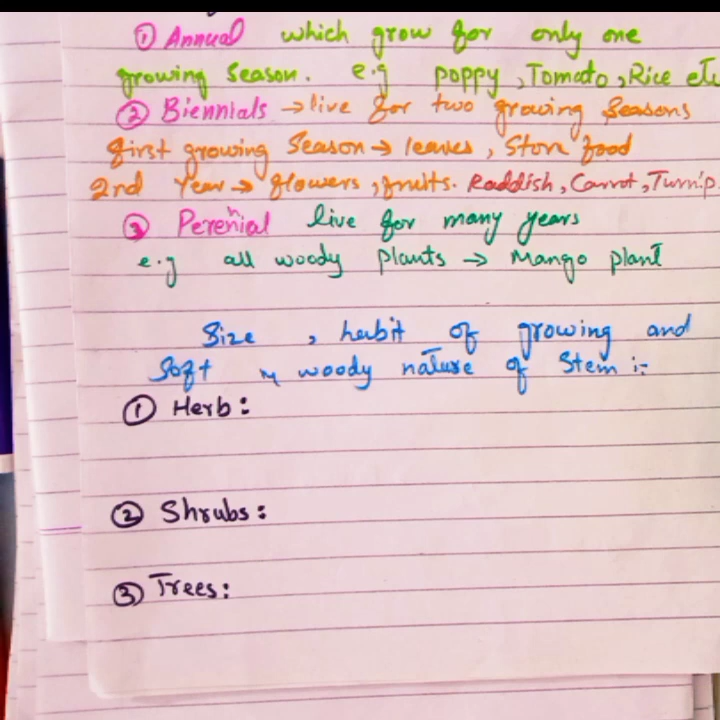 ① Annual which grow for only one
growing Season. e.g poppy, Tomato, Rice etc
② Biennials → live for two growing Seasons
first growing Season → leaves, Store food
2nd Year → flowers, fruits. Raddish, Carrot, Turnip.
③ Perennial live for many years
e.g all woody plants → Mango plant
Size, habit of growing and
Soft woody nature of Stem :-
① Herb:
② Shrubs:
③ Trees: